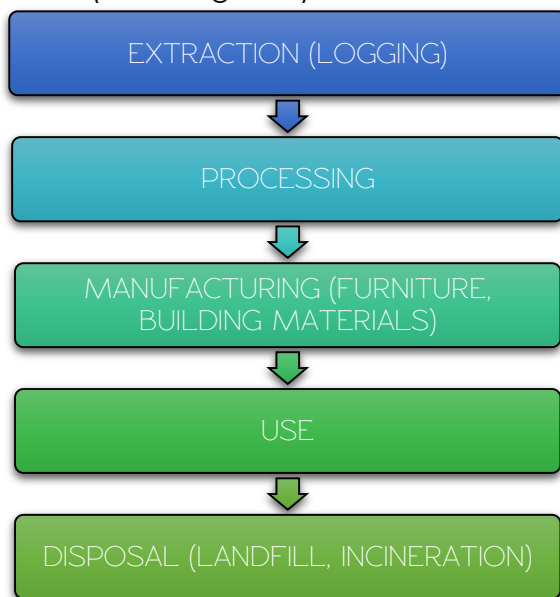 EXTRACTION (LOGGING)
PROCESSING
MANUFACTURING (FURNITURE,
BUILDING MATERIALS)
USE
DISPOSAL (LANDFILL, INCINERATION)